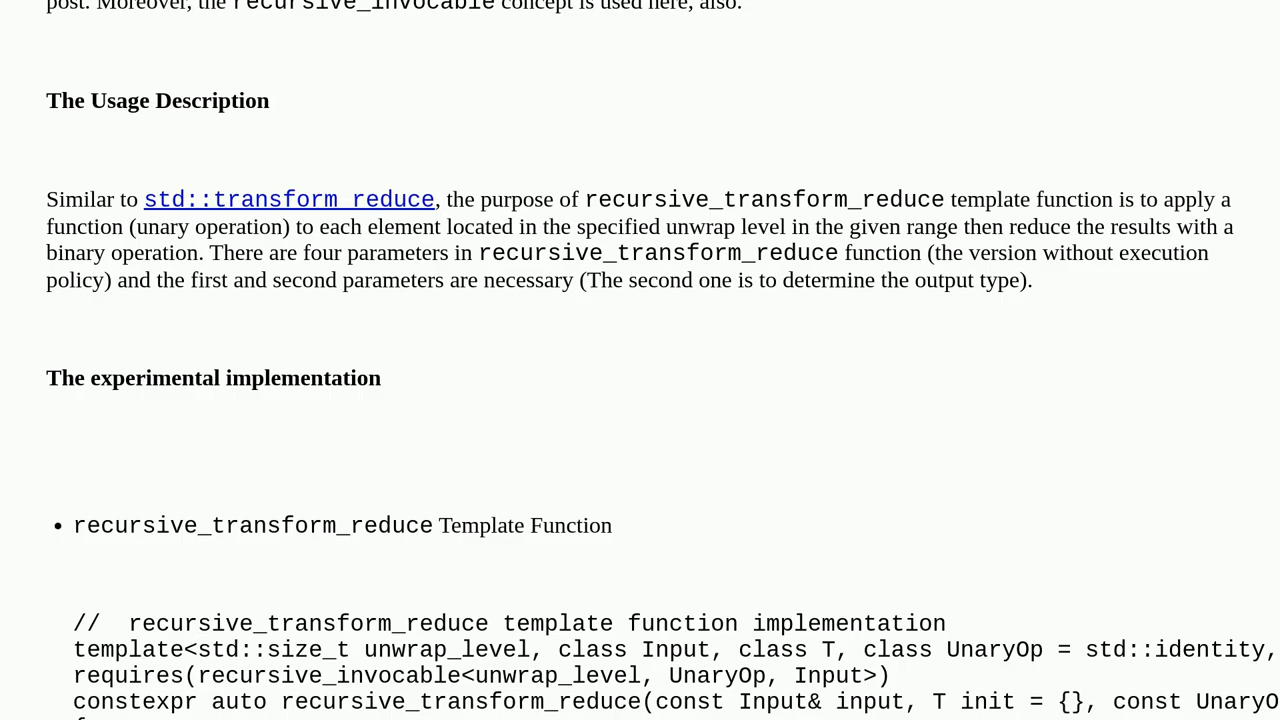 post. Moreover, the recursive_invocable concept is used here, also.
The Usage Description
Similar to std::transform_reduce, the purpose of recursive_transform_reduce template function is to apply a
function (unary operation) to each element located in the specified unwrap level in the given range then reduce the results with a
binary operation. There are four parameters in recursive_transform_reduce function (the version without execution
policy) and the first and second parameters are necessary (The second one is to determine the output type).
The experimental implementation
• recursive_transform_reduce Template Function
//  recursive_transform_reduce template function implementation
template<std::size_t unwrap_level, class Input, class T, class UnaryOp = std::identity,
requires(recursive_invocable<unwrap_level, UnaryOp, Input>)
constexpr auto recursive_transform_reduce(const Input& input, T init = {}, const UnaryO